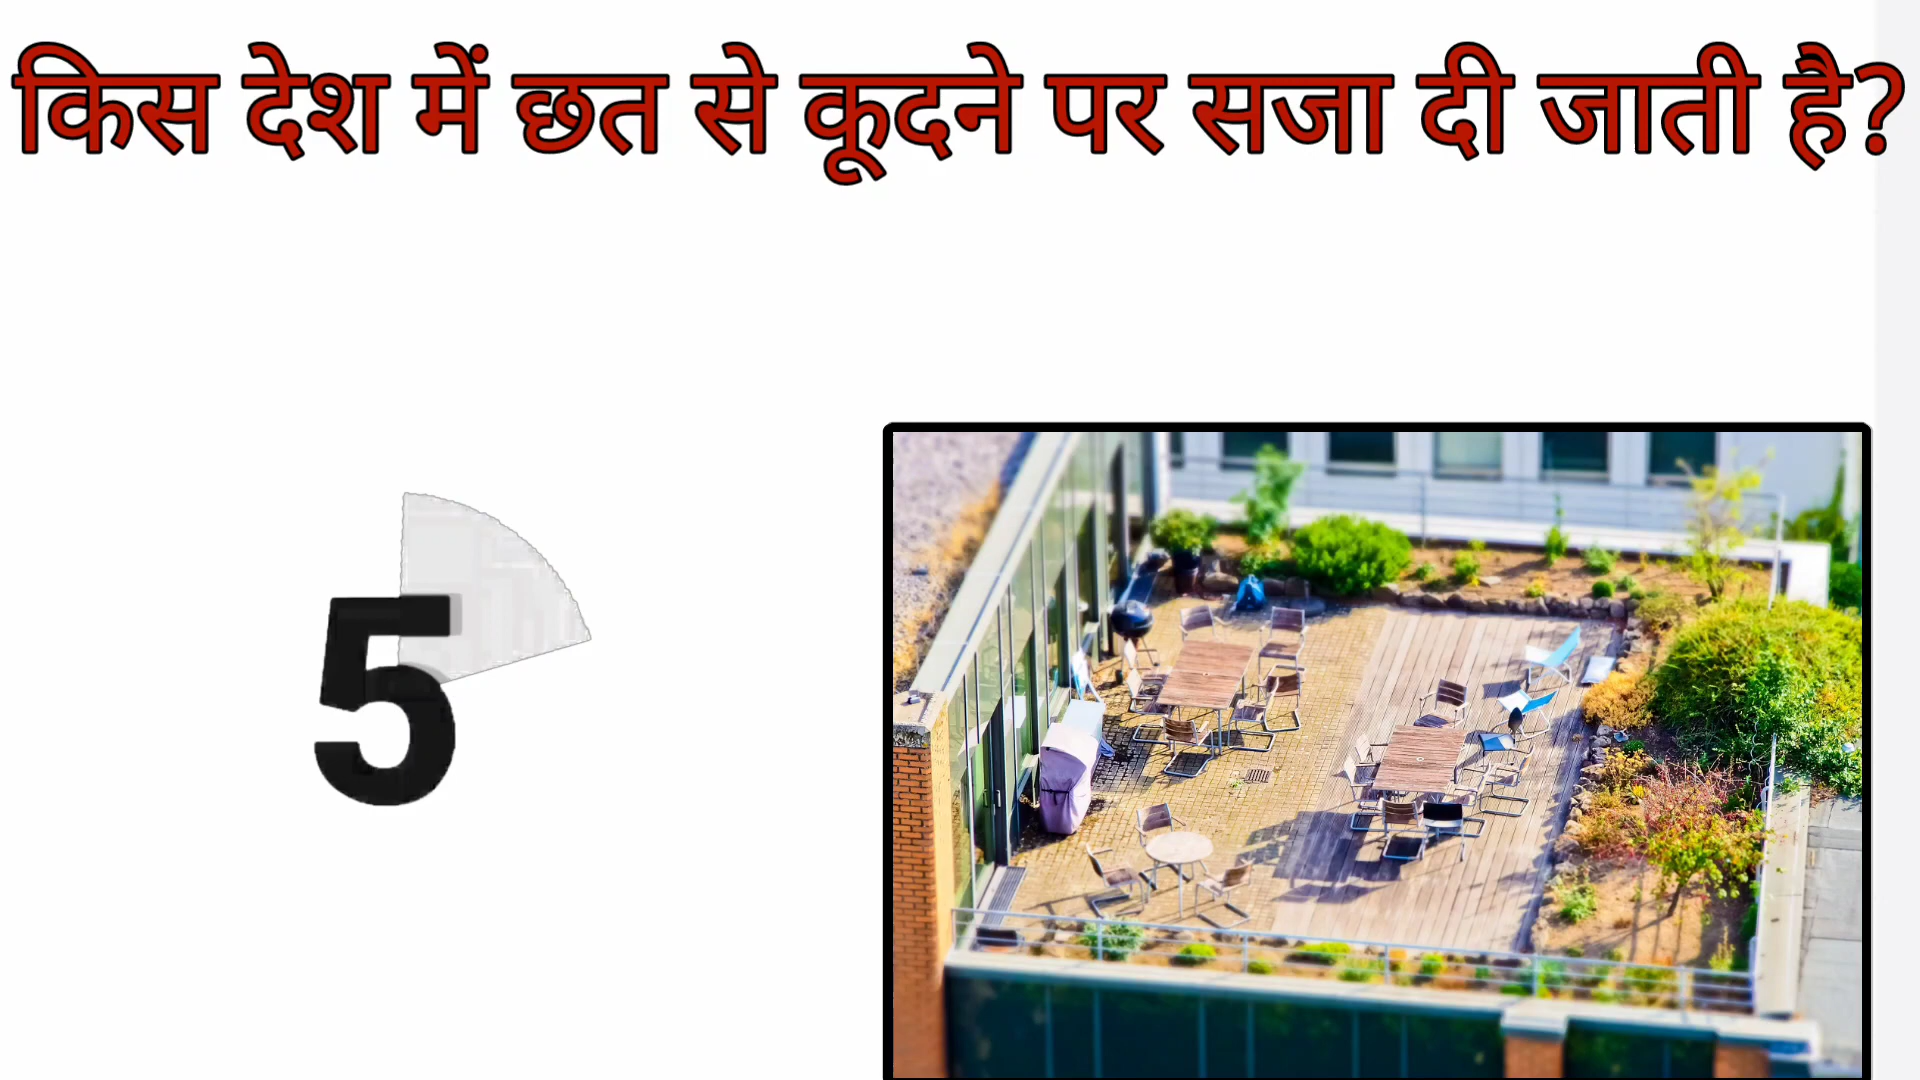 किस देश में छत से कूदने पर सजा दी जाती है?
5